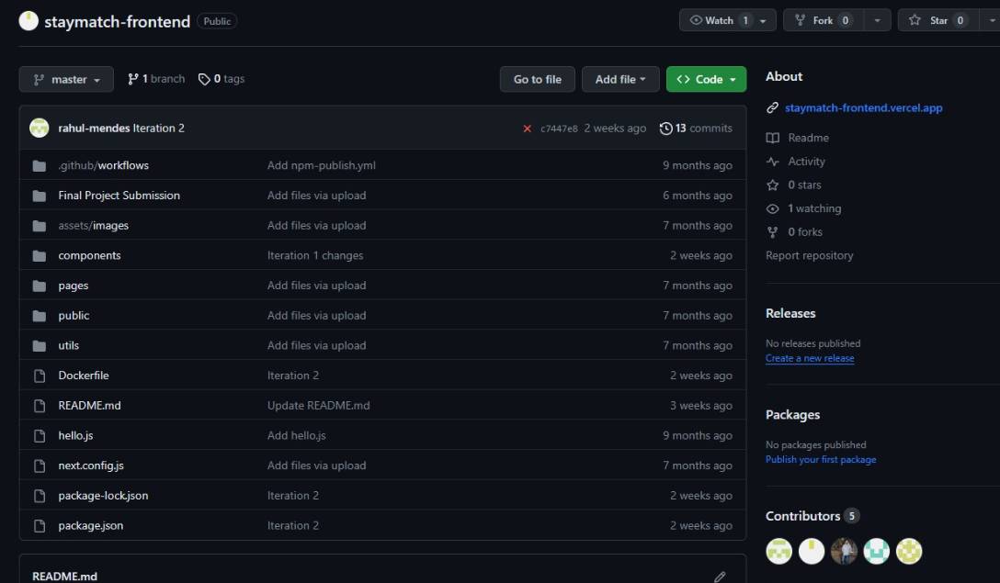 staymatch-frontend Public Watch 1 Fork 0 Star 0
master 1 branch 0 tags Go to file Add file Code
rahul-mendes Iteration 2 c7447e8 2 weeks ago 13 commits
.github/workflows Add npm-publish.yml 9 months ago
Final Project Submission Add files via upload 6 months ago
assets/images Add files via upload 7 months ago
components Iteration 1 changes 2 weeks ago
pages Add files via upload 7 months ago
public Add files via upload 7 months ago
utils Add files via upload 7 months ago
Dockerfile Iteration 2 2 weeks ago
README.md Update README.md 3 weeks ago
hello.js Add hello.js 9 months ago
next.config.js Add files via upload 7 months ago
package-lock.json Iteration 2 2 weeks ago
package.json Iteration 2 2 weeks ago
README.md
About
staymatch-frontend.vercel.app
Readme
Activity
0 stars
1 watching
0 forks
Report repository
Releases
No releases published
Create a new release
Packages
No packages published
Publish your first package
Contributors 5